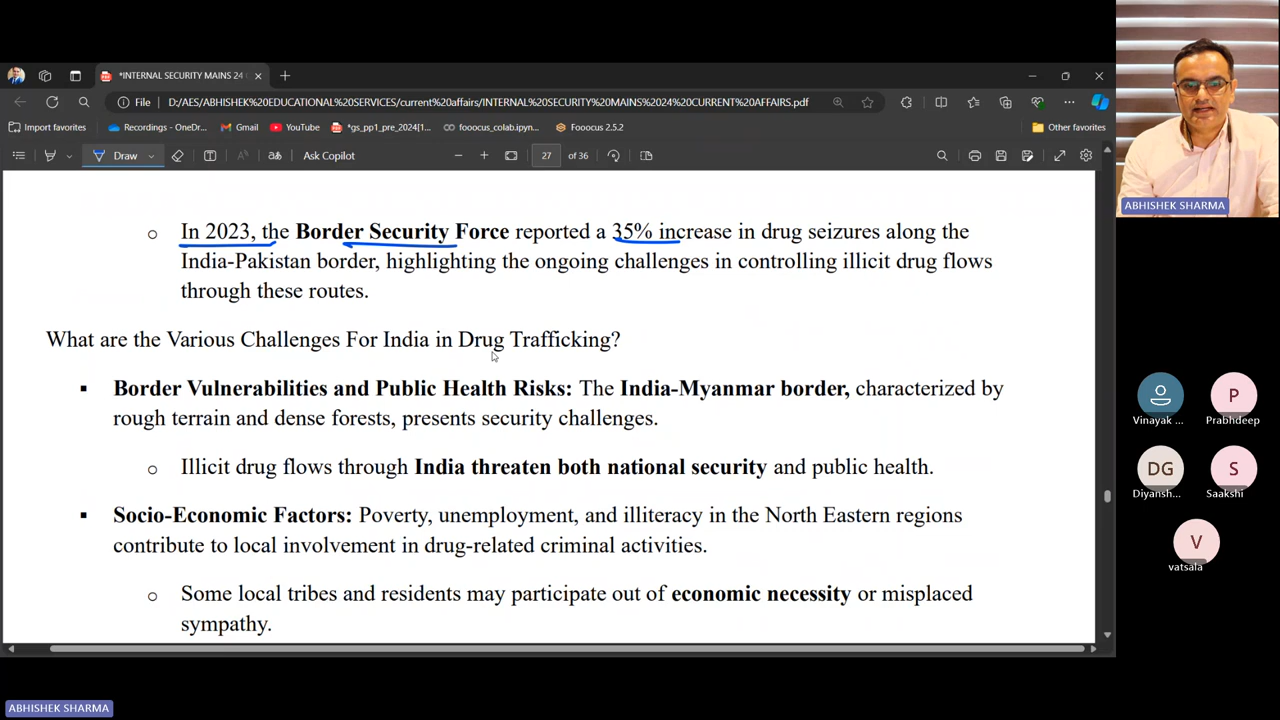 *INTERNAL SECURITY MAINS 24
File
D:/AES/ABHISHEK%20EDUCATIONAL%20SERVICES/current%20affairs/INTERNAL%20SECURITY%20MAINS%202024%20CURRENT%20AFFAIRS.pdf
Import favorites
Recordings - OneDr...
Gmail
YouTube
*gs_pp1_pre_2024[1...
fooocus_colab.ipyn...
Fooocus 2.5.2
Other favorites
Draw
Ask Copilot
27 of 36
o In 2023, the Border Security Force reported a 35% increase in drug seizures along the
India-Pakistan border, highlighting the ongoing challenges in controlling illicit drug flows
through these routes.
What are the Various Challenges For India in Drug Trafficking?
▪ Border Vulnerabilities and Public Health Risks: The India-Myanmar border, characterized by
rough terrain and dense forests, presents security challenges.
o Illicit drug flows through India threaten both national security and public health.
▪ Socio-Economic Factors: Poverty, unemployment, and illiteracy in the North Eastern regions
contribute to local involvement in drug-related criminal activities.
o Some local tribes and residents may participate out of economic necessity or misplaced
sympathy.
ABHISHEK SHARMA
P
Vinayak ...
Prabhdeep
DG
S
Diyansh...
Saakshi
V
vatsala
ABHISHEK SHARMA